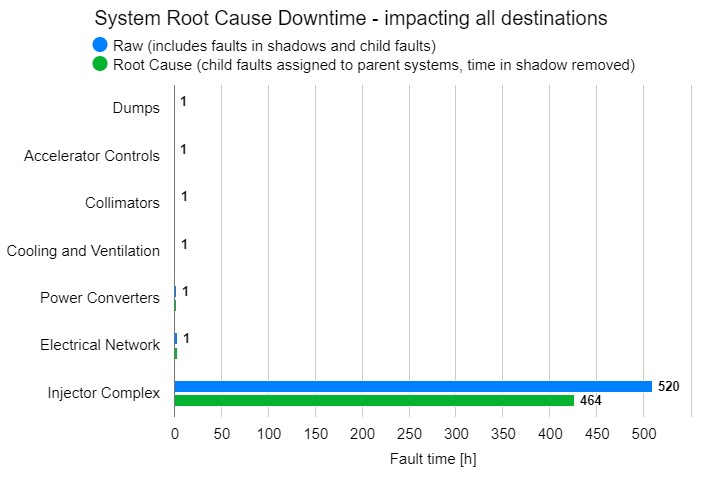 System Root Cause Downtime - impacting all destinations
Raw (includes faults in shadows and child faults)
Root Cause (child faults assigned to parent systems, time in shadow removed)
Dumps 1
Accelerator Controls 1
Collimators 1
Cooling and Ventilation 1
Power Converters 1
Electrical Network 1
Injector Complex 520
464
0 50 100 150 200 250 300 350 400 450 500
Fault time [h]